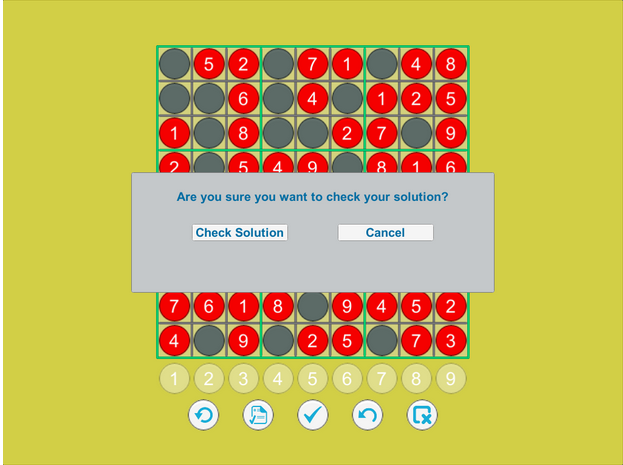 5 2 7 1 4 8
6 4 1 2 5
1 8 2 7 9
2 5 4 9 8 1 6
Are you sure you want to check your solution?
Check Solution Cancel
7 6 1 8 9 4 5 2
4 9 2 5 7 3
1 2 3 4 5 6 7 8 9